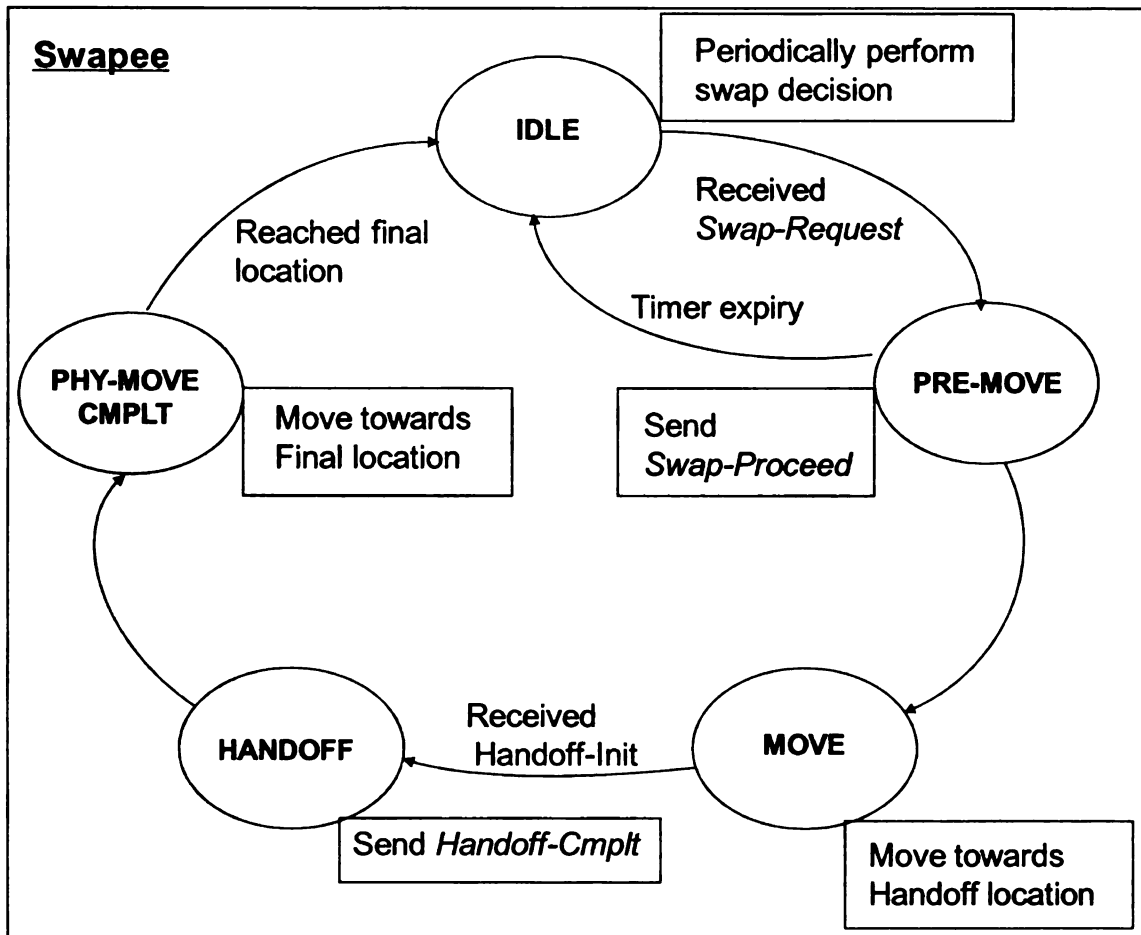 Swapee
Periodically perform
swap decision
IDLE
Received
Swap-Request
Reached final
location
Timer expiry
PHY-MOVE
CMPLT
PRE-MOVE
Move towards
Final location
Send
Swap-Proceed
Received
Handoff-Init
HANDOFF
MOVE
Send Handoff-Cmplt
Move towards
Handoff location